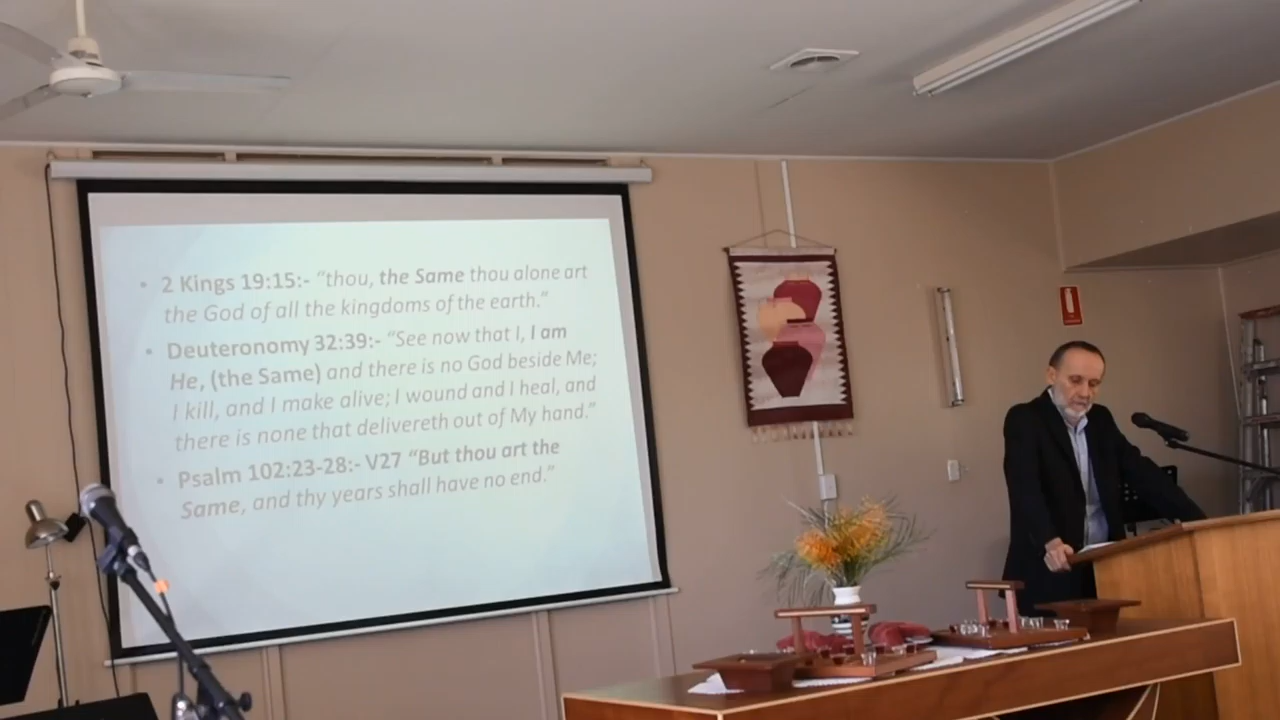 • 2 Kings 19:15:- “thou, the Same thou alone art
the God of all the kingdoms of the earth.”
• Deuteronomy 32:39:- “See now that I, I am
He, (the Same) and there is no God beside Me;
I kill, and I make alive; I wound and I heal, and
there is none that delivereth out of My hand.”
• Psalm 102:23-28:- V27 “But thou art the
Same, and thy years shall have no end.”